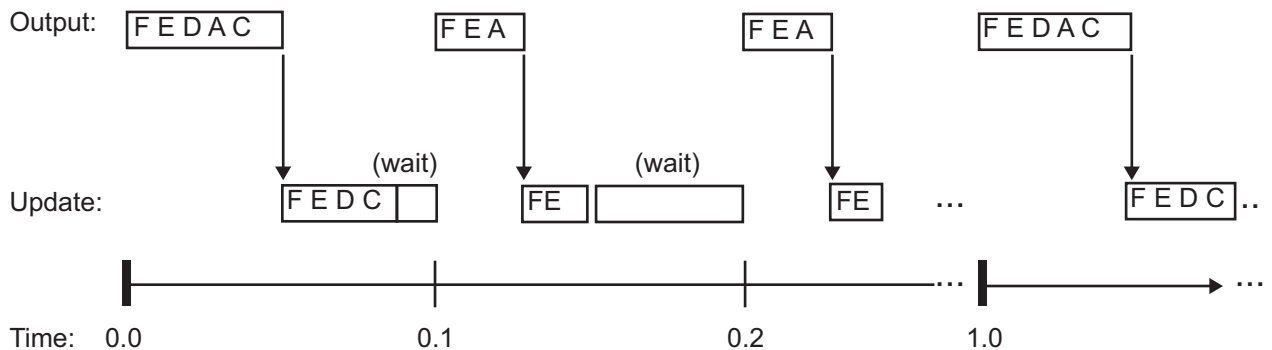 Output: F E D A C F E A F E A F E D A C
(wait) (wait)
Update: F E D C FE FE ... F E D C ..
... ...
Time: 0.0 0.1 0.2 1.0